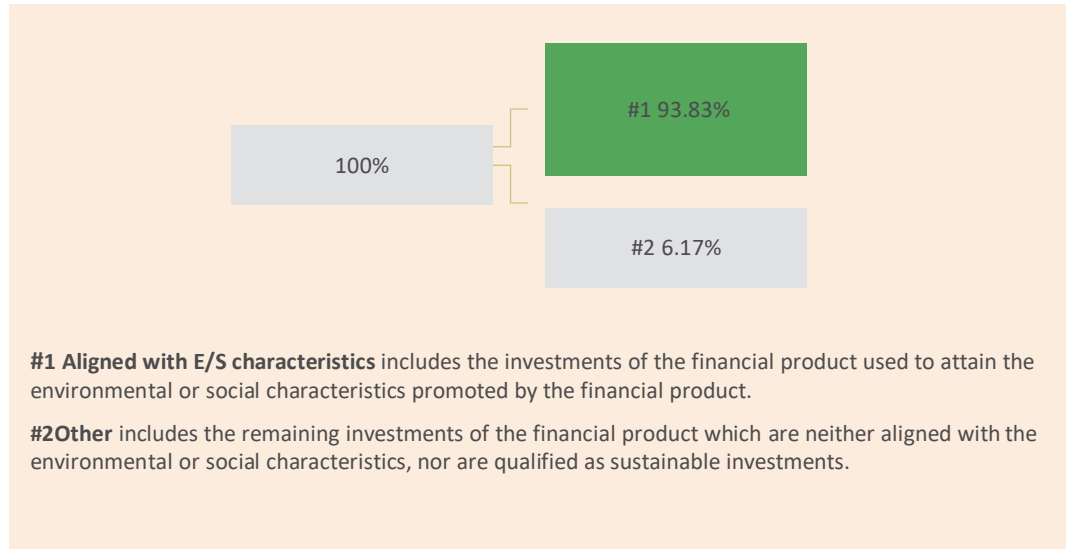 #1 93.83%
100%
#2 6.17%
#1 Aligned with E/S characteristics includes the investments of the financial product used to attain the
environmental or social characteristics promoted by the financial product.
#2Other includes the remaining investments of the financial product which are neither aligned with the
environmental or social characteristics, nor are qualified as sustainable investments.